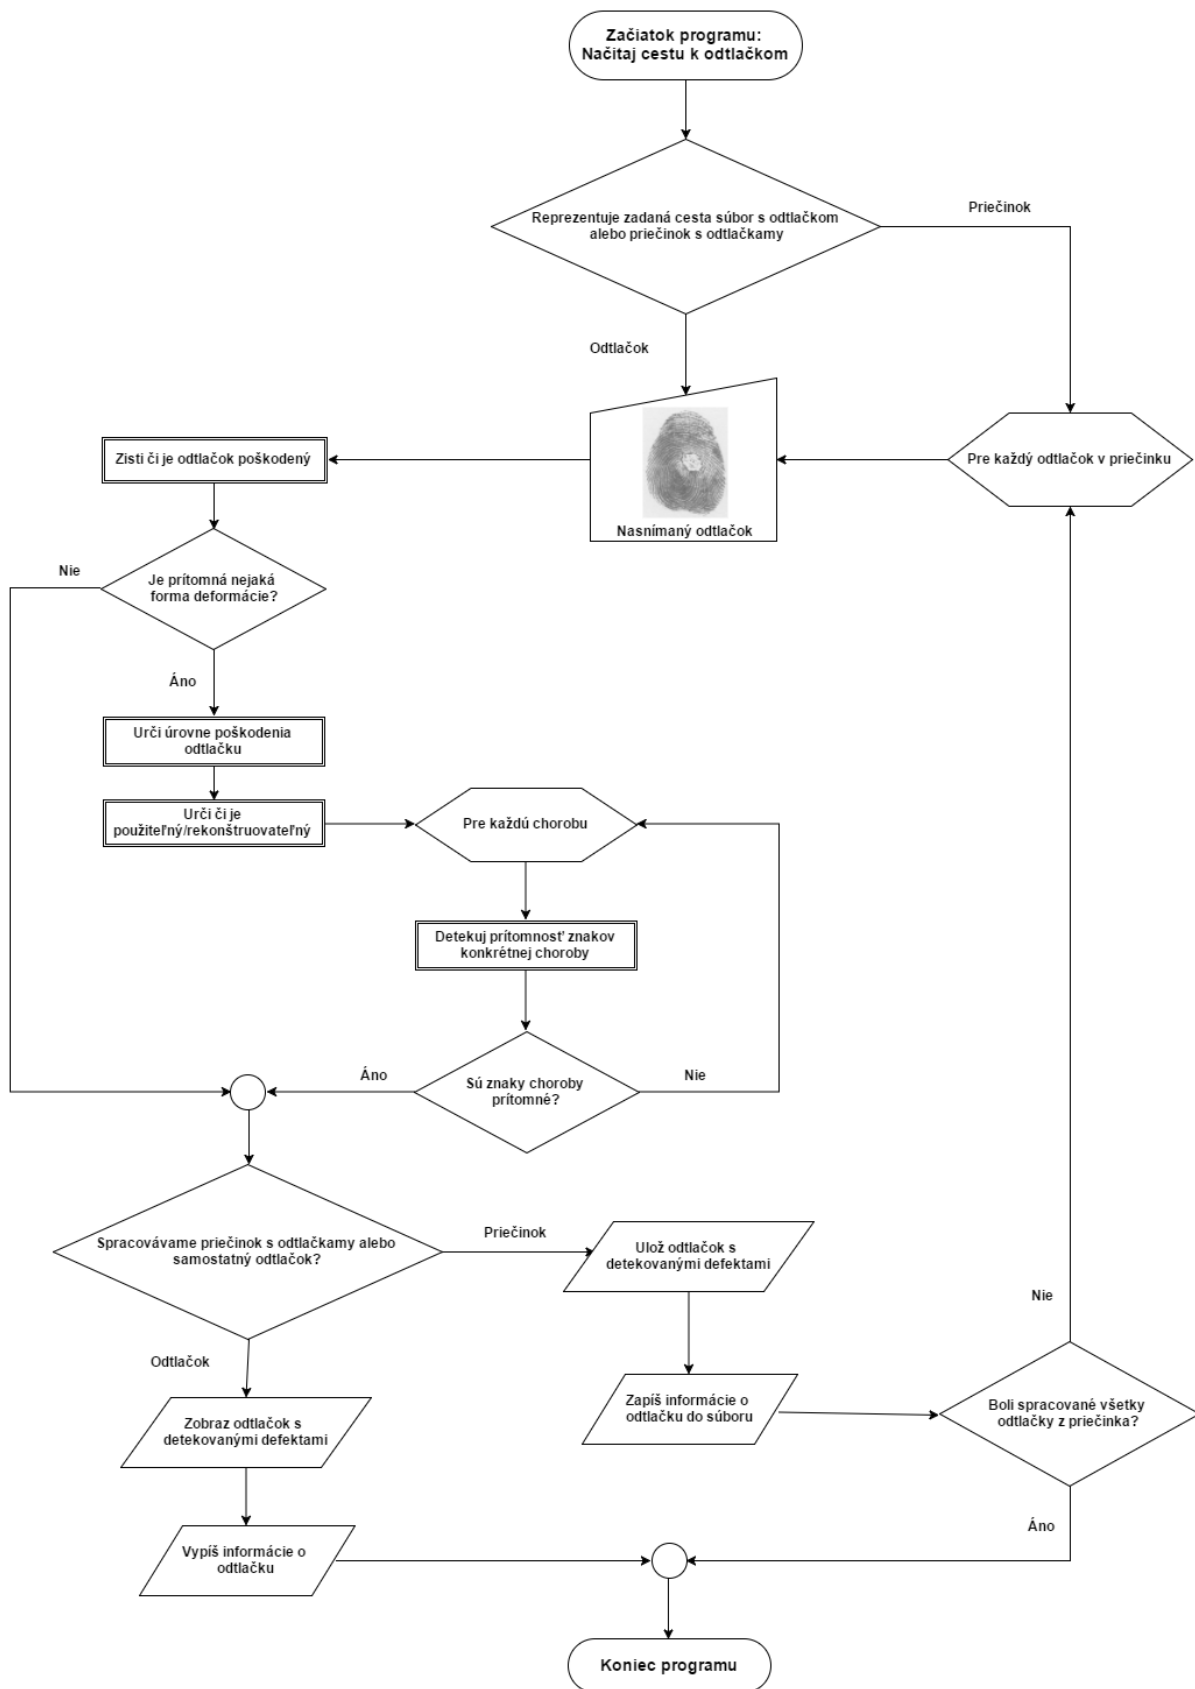 Začiatok programu:
Načitaj cestu k odtlačkom
Reprezentuje zadaná cesta súbor s odtlačkom
alebo priečinok s odtlačkamy
Priečinok
Odtlačok
Nasnímaný odtlačok
Pre každý odtlačok v priečinku
Zisti či je odtlačok poškodený
Nie
Je prítomná nejaká
forma deformácie?
Áno
Urči úrovne poškodenia
odtlačku
Urči či je
použiteľný/rekonštruovateľný
Pre každú chorobu
Detekuj prítomnosť znakov
konkrétnej choroby
Áno
Sú znaky choroby
prítomné?
Nie
Spracovávame priečinok s odtlačkamy alebo
samostatný odtlačok?
Priečinok
Ulož odtlačok s
detekovanými defektami
Nie
Odtlačok
Zobraz odtlačok s
detekovanými defektami
Zapíš informácie o
odtlačku do súboru
Boli spracované všetky
odtlačky z priečinka?
Áno
Vypíš informácie o
odtlačku
Koniec programu